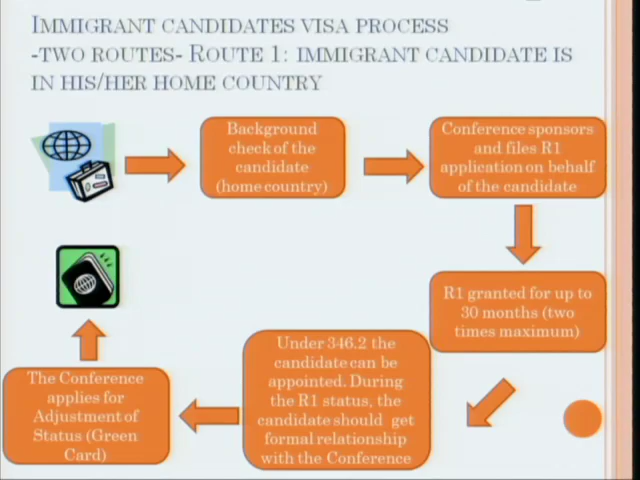 IMMIGRANT CANDIDATES VISA PROCESS
-TWO ROUTES- ROUTE 1: IMMIGRANT CANDIDATE IS
IN HIS/HER HOME COUNTRY
Background
check of the
candidate
(home country)
Conference sponsors
and files R1
application on behalf
of the candidate
R1 granted for up to
30 months (two
times maximum)
Under 346.2 the
candidate can be
appointed. During
the R1 status, the
candidate should get
formal relationship
with the Conference
The Conference
applies for
Adjustment of
Status (Green
Card)